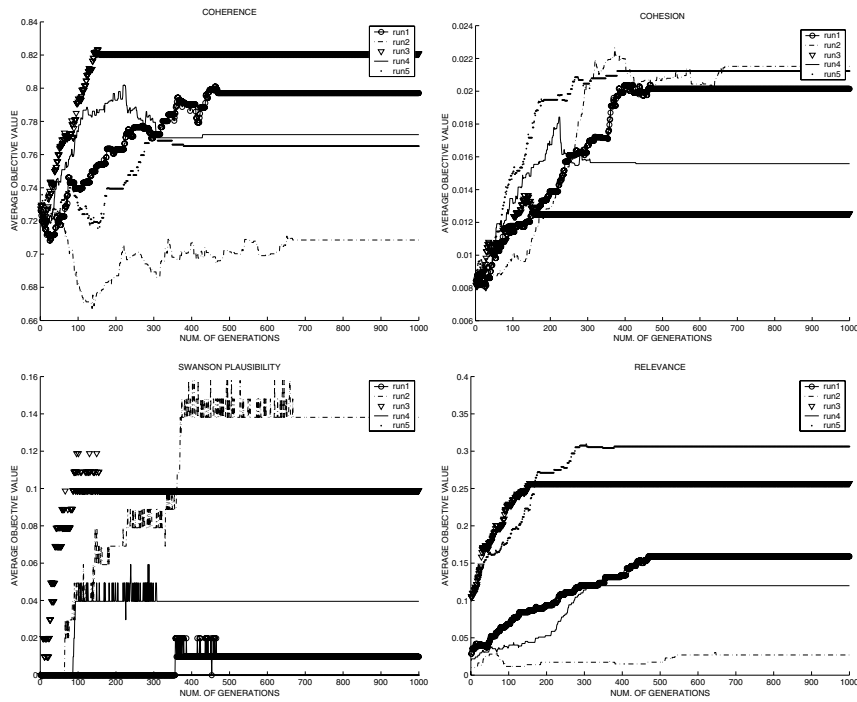 COHERENCE
0.84
0.82
0.8
0.78
0.76
0.74
0.72
0.7
0.68
0.66
AVERAGE OBJECTIVE VALUE
0 100 200 300 400 500 600 700 800 900 1000
NUM. OF GENERATIONS
run1
run2
run3
run4
run5
COHESION
0.024
0.022
0.02
0.018
0.016
0.014
0.012
0.01
0.008
0.006
AVERAGE OBJECTIVE VALUE
0 100 200 300 400 500 600 700 800 900 1000
NUM. OF GENERATIONS
run1
run2
run3
run4
run5
SWANSON PLAUSIBILITY
0.16
0.14
0.12
0.1
0.08
0.06
0.04
0.02
0
AVERAGE OBJECTIVE VALUE
0 100 200 300 400 500 600 700 800 900 1000
NUM. OF GENERATIONS
run1
run2
run3
run4
run5
RELEVANCE
0.4
0.35
0.3
0.25
0.2
0.15
0.1
0.05
0
AVERAGE OBJECTIVE VALUE
0 100 200 300 400 500 600 700 800 900 1000
NUM. OF GENERATIONS
run1
run2
run3
run4
run5